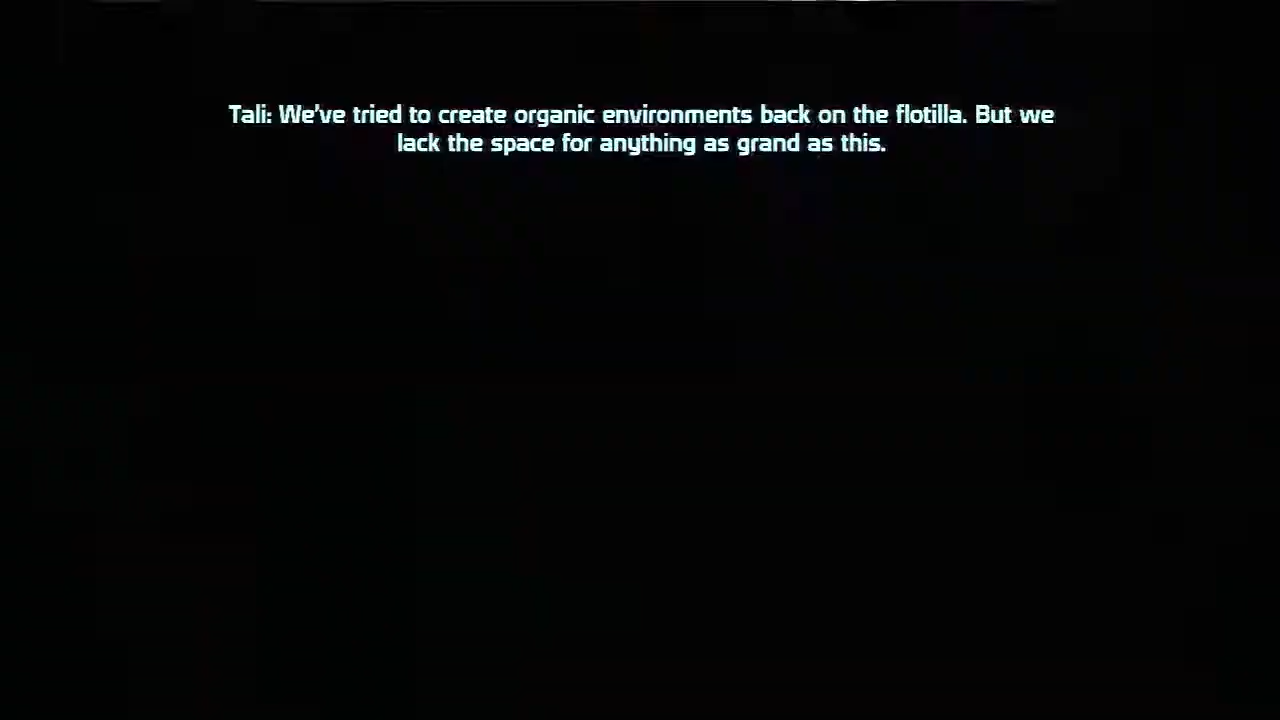 Tali: We've tried to create organic environments back on the flotilla. But we
lack the space for anything as grand as this.